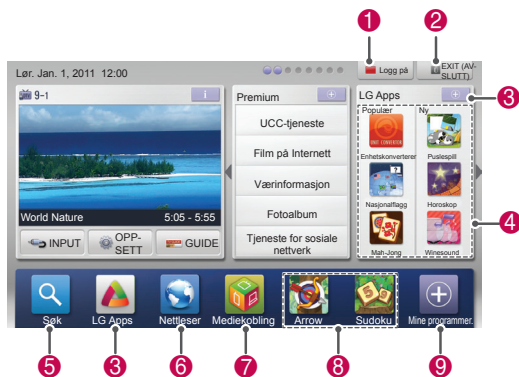 1
2
Lør. Jan. 1, 2011 12:00
Logg på
EXIT (AV-
SLUTT)
9-1
i
Premium
LG Apps
3
UCC-tjeneste
Film på Internett
Værinformasjon
Fotoalbum
Tjeneste for sosiale
nettverk
World Nature
5:05 - 5:55
INPUT
OPP-
SETT
GUIDE
Populær
Ny
Enhetskonverterer
Puslespill
Nasjonalflagg
Horoskop
Mah-Jong
Winesound
4
Søk
LG Apps
Nettleser
Mediekobling
Arrow
Sudoku
Mine programmer.
5
3
6
7
8
9